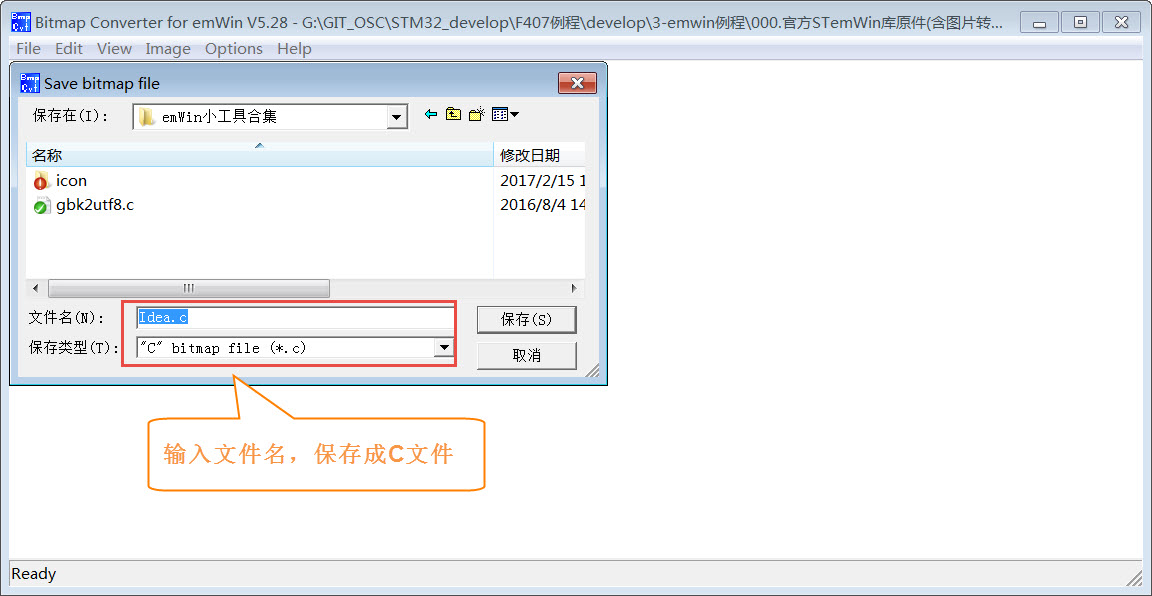 Bitmap Converter for emWin V5.28 - G:\GIT_OSC\STM32_develop\F407例程\develop\3-emwin例程\000.官方STemWin库原件(含图片转...
File Edit View Image Options Help
Save bitmap file
保存在(I):
emWin小工具合集
名称
修改日期
icon
2017/2/15 1
gbk2utf8.c
2016/8/4 14
文件名(N):
Idea.c
保存(S)
保存类型(T):
"C" bitmap file (*.c)
取消
输入文件名，保存成C文件
Ready